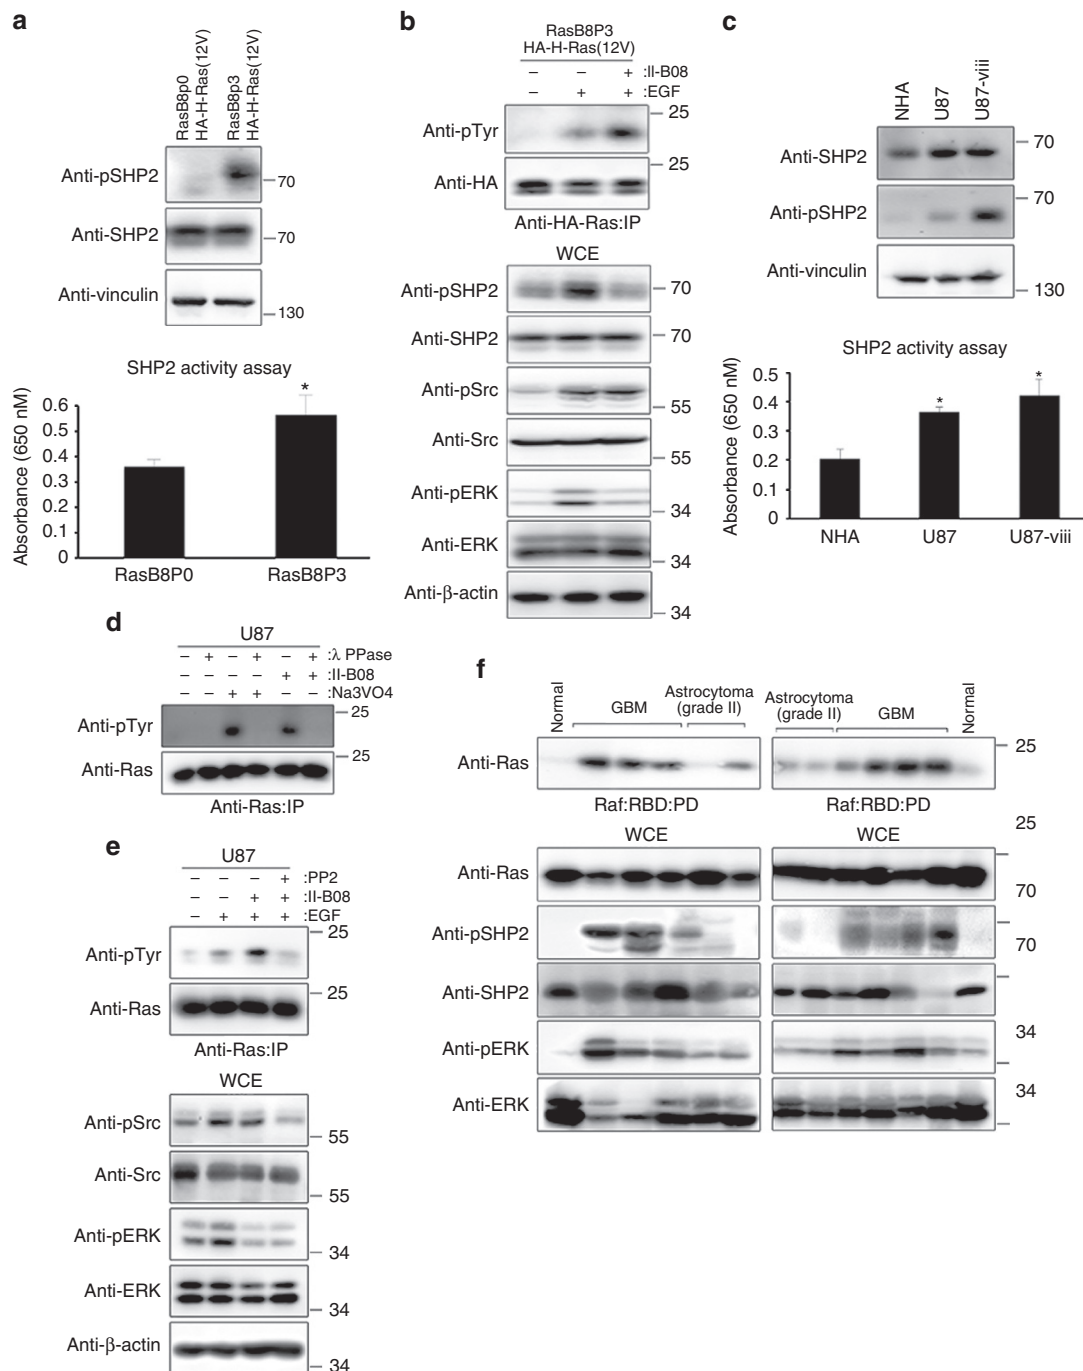 a
RasB8p0
HA-H-Ras(12V)
RasB8p3
HA-H-Ras(12V)
Anti-pSHP2
70
Anti-SHP2
70
Anti-vinculin
130
SHP2 activity assay
Absorbance (650 nM)
0.6
0.5
0.4
0.3
0.2
0.1
0
*
RasB8P0
RasB8P3
b
RasB8P3
HA-H-Ras(12V)
– – + :II-B08
– + + :EGF
Anti-pTyr
25
Anti-HA
25
Anti-HA-Ras:IP
WCE
Anti-pSHP2
70
Anti-SHP2
70
Anti-pSrc
55
Anti-Src
55
Anti-pERK
34
Anti-ERK
34
Anti-β-actin
34
c
NHA
U87
U87-viii
Anti-SHP2
70
Anti-pSHP2
70
Anti-vinculin
130
SHP2 activity assay
Absorbance (650 nM)
0.5
0.4
0.3
0.2
0.1
0
*
*
NHA
U87
U87-viii
d
U87
– + – + – + :λ PPase
– – – – + + :II-B08
– – + + – – :Na3VO4
Anti-pTyr
25
Anti-Ras
25
Anti-Ras:IP
e
U87
– – – + :PP2
– – + + :II-B08
– + + + :EGF
Anti-pTyr
25
Anti-Ras
25
Anti-Ras:IP
WCE
Anti-pSrc
55
Anti-Src
55
Anti-pERK
34
Anti-ERK
34
Anti-β-actin
34
f
Normal
GBM
Astrocytoma
(grade II)
Astrocytoma
(grade II)
GBM
Normal
Anti-Ras
25
Raf:RBD:PD
Raf:RBD:PD
WCE
WCE
25
Anti-Ras
70
Anti-pSHP2
70
Anti-SHP2
34
Anti-pERK
34
Anti-ERK